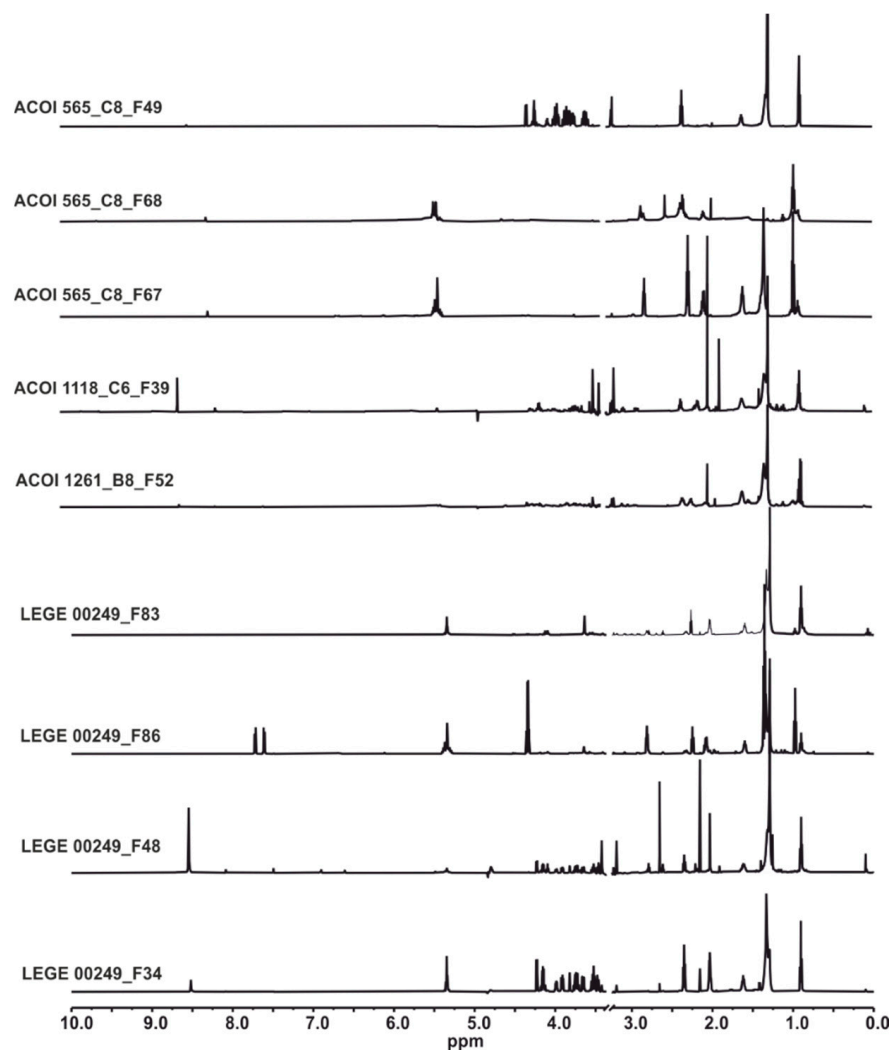 ACOI 565_C8_F49
ACOI 565_C8_F68
ACOI 565_C8_F67
ACOI 1118_C6_F39
ACOI 1261_B8_F52
LEGE 00249_F83
LEGE 00249_F86
LEGE 00249_F48
LEGE 00249_F34
10.0 9.0 8.0 7.0 6.0 5.0 4.0 3.0 2.0 1.0 0.0
ppm